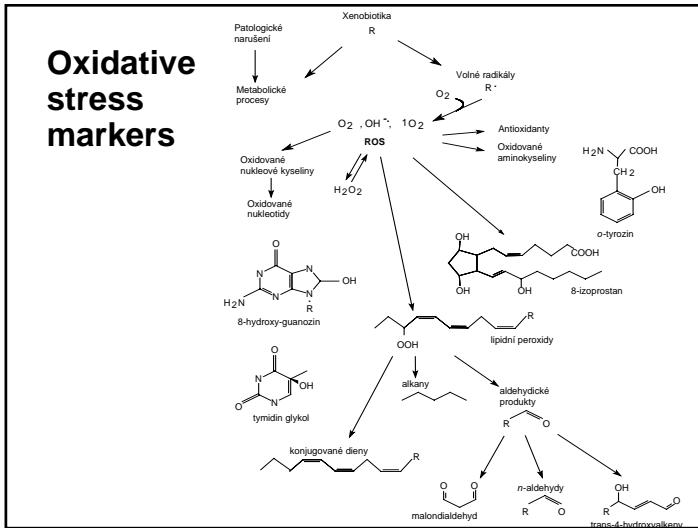 Oxidative
stress
markers
Patologické
narušení
Xenobiotika
R
Metabolické
procesy
Volné radikály
R·
O2
O2 , OH·-, 1O2
ROS
Antioxidanty
Oxidované
aminokyseliny
Oxidované
nukleové kyseliny
H2O2
Oxidované
nukleotidy
H2N
COOH
CH2
OH
o-tyrozin
OH
COOH
OH
OH
8-izoprostan
O
N
N
OH
H2N
N
N
R
8-hydroxy-guanozin
R
OOH
lipidní peroxidy
O
N
OH
O
N
tymidin glykol
alkany
aldehydické
produkty
R
O
konjugované dieny
R
O
O
malondialdehyd
n-aldehydy
R
O
OH
R
O
trans-4-hydroxyalkeny